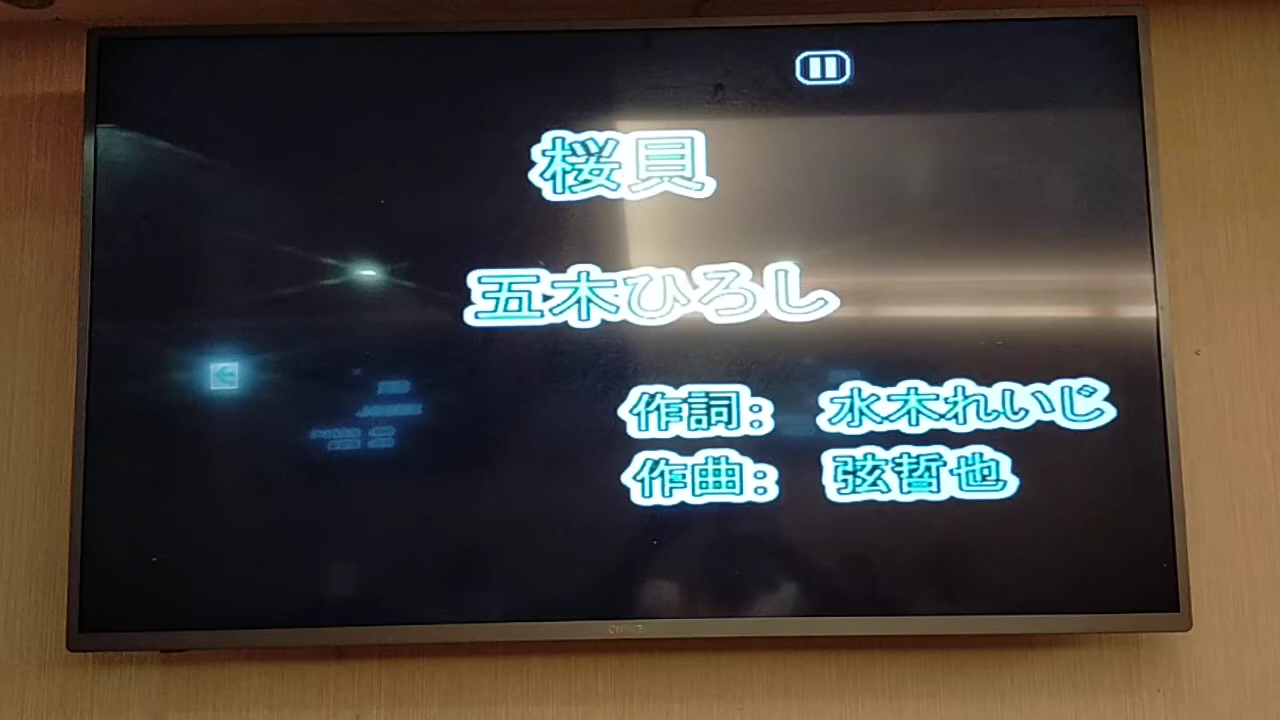 桜貝
五木ひろし
作詞: 水木れいじ
作曲: 弦哲也